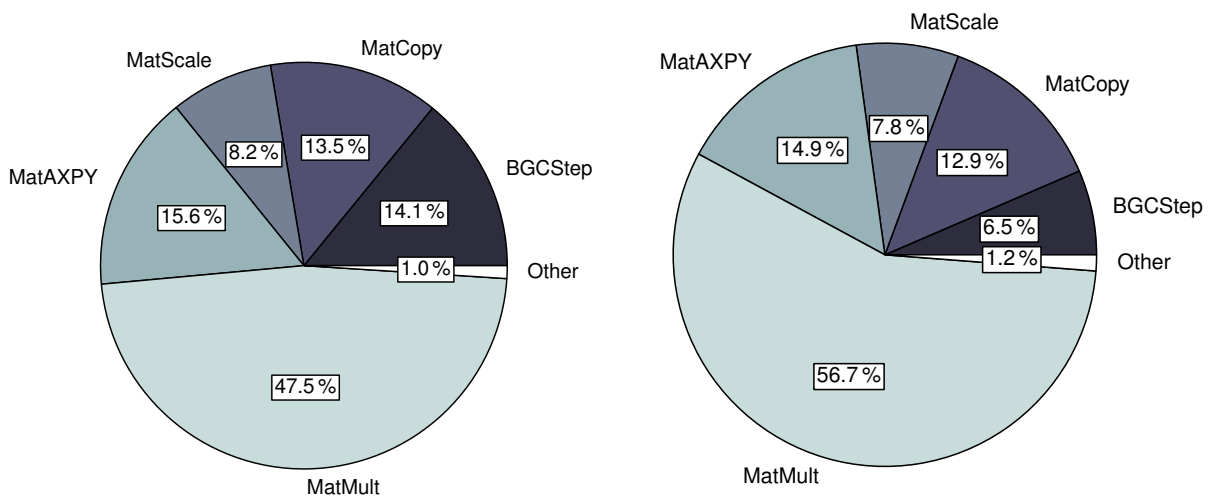 MatCopy
MatScale
BGCStep
MatAXPY
8.2 %
13.5 %
15.6 %
14.1 %
1.0 %
Other
47.5 %
MatMult
MatScale
MatAXPY
MatCopy
7.8 %
14.9 %
12.9 %
BGCStep
6.5 %
1.2 %
Other
56.7 %
MatMult